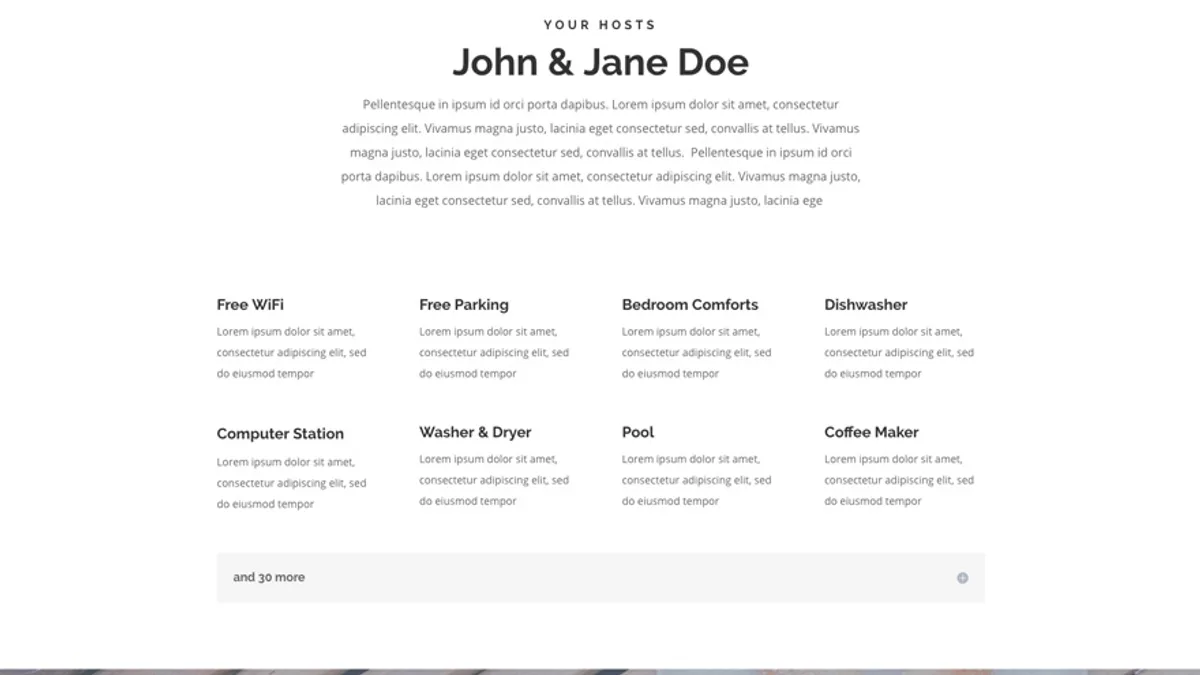 YOUR HOSTS
John & Jane Doe
Pellentesque in ipsum id orci porta dapibus. Lorem ipsum dolor sit amet, consectetur
adipiscing elit. Vivamus magna justo, lacinia eget consectetur sed, convallis at tellus. Vivamus
magna justo, lacinia eget consectetur sed, convallis at tellus.  Pellentesque in ipsum id orci
porta dapibus. Lorem ipsum dolor sit amet, consectetur adipiscing elit. Vivamus magna justo,
lacinia eget consectetur sed, convallis at tellus. Vivamus magna justo, lacinia ege
Free WiFi
Lorem ipsum dolor sit amet,
consectetur adipiscing elit, sed
do eiusmod tempor
Free Parking
Lorem ipsum dolor sit amet,
consectetur adipiscing elit, sed
do eiusmod tempor
Bedroom Comforts
Lorem ipsum dolor sit amet,
consectetur adipiscing elit, sed
do eiusmod tempor
Dishwasher
Lorem ipsum dolor sit amet,
consectetur adipiscing elit, sed
do eiusmod tempor
Computer Station
Lorem ipsum dolor sit amet,
consectetur adipiscing elit, sed
do eiusmod tempor
Washer & Dryer
Lorem ipsum dolor sit amet,
consectetur adipiscing elit, sed
do eiusmod tempor
Pool
Lorem ipsum dolor sit amet,
consectetur adipiscing elit, sed
do eiusmod tempor
Coffee Maker
Lorem ipsum dolor sit amet,
consectetur adipiscing elit, sed
do eiusmod tempor
and 30 more